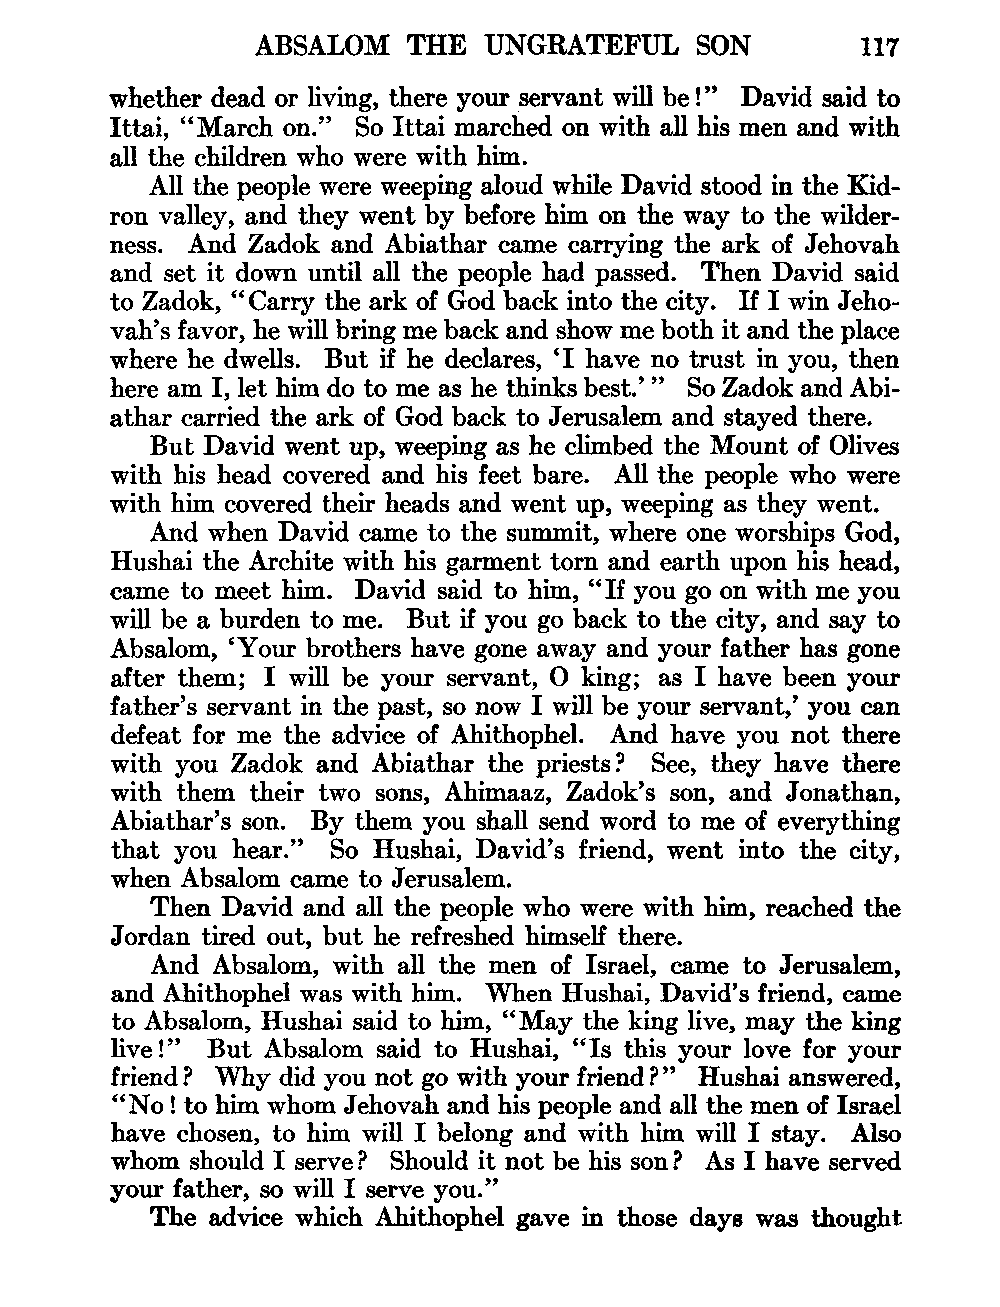 ABSALOM THE UNGRATEFUL SON 117
whether dead or living, there your servant will be!” David said to
Ittai, “March on.” So Ittai marched on with all his men and with
all the children who were with him.
All the people were weeping aloud while David stood in the Kid-
ron valley, and they went by before him on the way to the wilder-
ness. And Zadok and Abiathar came carrying the ark of Jehovah
and set it down until all the people had passed. Then David said
to Zadok, “Carry the ark of God back into the city. If I win Jeho-
vah’s favor, he will bring me back and show me both it and the place
where he dwells. But if he declares, ‘I have no trust in you, then
here am I, let him do to me as he thinks best.’” So Zadok and Abi-
athar carried the ark of God back to Jerusalem and stayed there.
But David went up, weeping as he climbed the Mount of Olives
with his head covered and his feet bare. All the people who were
with him covered their heads and went up, weeping as they went.
And when David came to the summit, where one worships God,
Hushai the Archite with his garment torn and earth upon his head,
came to meet him. David said to him, “If you go on with me you
will be a burden to me. But if you go back to the city, and say to
Absalom, ‘Your brothers have gone away and your father has gone
after them; I will be your servant, O king; as I have been your
father’s servant in the past, so now I will be your servant,’ you can
defeat for me the advice of Ahithophel. And have you not there
with you Zadok and Abiathar the priests? See, they have there
with them their two sons, Ahimaaz, Zadok’s son, and Jonathan,
Abiathar’s son. By them you shall send word to me of everything
that you hear.” So Hushai, David’s friend, went into the city,
when Absalom came to Jerusalem.
Then David and all the people who were with him, reached the
Jordan tired out, but he refreshed himself there.
And Absalom, with all the men of Israel, came to Jerusalem,
and Ahithophel was with him. When Hushai, David’s friend, came
to Absalom, Hushai said to him, “May the king live, may the king
live!” But Absalom said to Hushai, “Is this your love for your
friend? Why did you not go with your friend?” Hushai answered,
“No! to him whom Jehovah and his people and all the men of Israel
have chosen, to him will I belong and with him will I stay. Also
whom should I serve? Should it not be his son? As I have served
your father, so will I serve you.”
The advice which Ahithophel gave in those days was thought